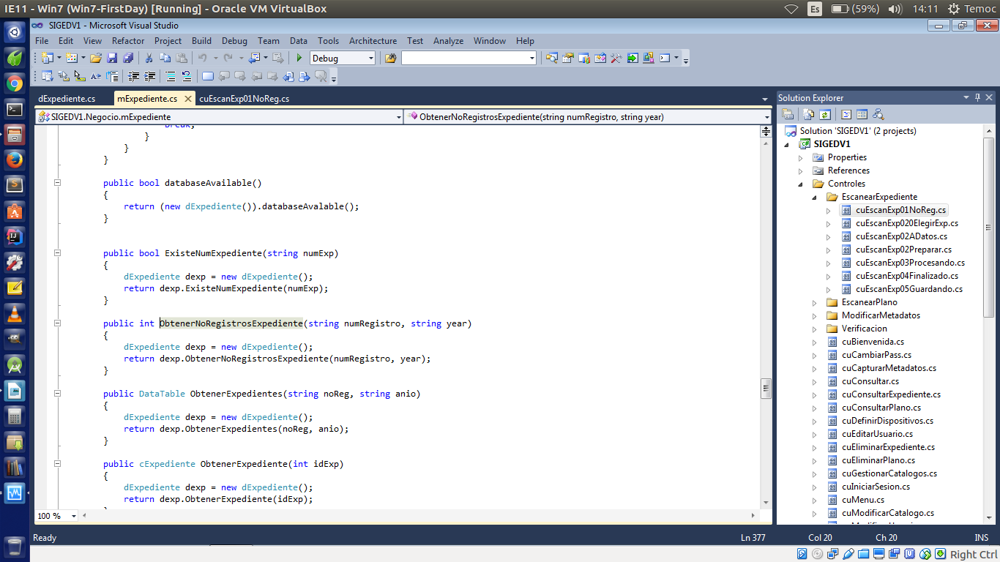 IE11 - Win7 (Win7-FirstDay) [Running] - Oracle VM VirtualBox
Es
(59%)
14:11
Temoc
SIGEDV1 - Microsoft Visual Studio
File Edit View Refactor Project Build Debug Team Data Tools Architecture Test Analyze Window Help
Debug
dExpediente.cs
mExpediente.cs
cuEscanExp01NoReg.cs
SIGEDV1.Negocio.mExpediente
ObtenerNoRegistrosExpediente(string numRegistro, string year)
break;
}
}
}
public bool databaseAvailable()
{
return (new dExpediente()).databaseAvalable();
}
public bool ExisteNumExpediente(string numExp)
{
dExpediente dexp = new dExpediente();
return dexp.ExisteNumExpediente(numExp);
}
public int ObtenerNoRegistrosExpediente(string numRegistro, string year)
{
dExpediente dexp = new dExpediente();
return dexp.ObtenerNoRegistrosExpediente(numRegistro, year);
}
public DataTable ObtenerExpedientes(string noReg, string anio)
{
dExpediente dexp = new dExpediente();
return dexp.ObtenerExpedientes(noReg, anio);
}
public cExpediente ObtenerExpediente(int idExp)
{
dExpediente dexp = new dExpediente();
return dexp.ObtenerExpediente(idExp);
100 %
Solution Explorer
Solution 'SIGEDV1' (2 projects)
SIGEDV1
Properties
References
Controles
EscanearExpediente
cuEscanExp01NoReg.cs
cuEscanExp020ElegirExp.cs
cuEscanExp02ADatos.cs
cuEscanExp02Preparar.cs
cuEscanExp03Procesando.cs
cuEscanExp04Finalizado.cs
cuEscanExp05Guardando.cs
EscanearPlano
ModificarMetadatos
Verificacion
cuBienvenida.cs
cuCambiarPass.cs
cuCapturarMetadatos.cs
cuConsultar.cs
cuConsultarExpediente.cs
cuConsultarPlano.cs
cuDefinirDispositivos.cs
cuEditarUsuario.cs
cuEliminarExpediente.cs
cuEliminarPlano.cs
cuGestionarCatalogos.cs
cuIniciarSesion.cs
cuMenu.cs
cuModificarCatalogo.cs
Ready
Ln 377
Col 20
Ch 20
INS
Right Ctrl